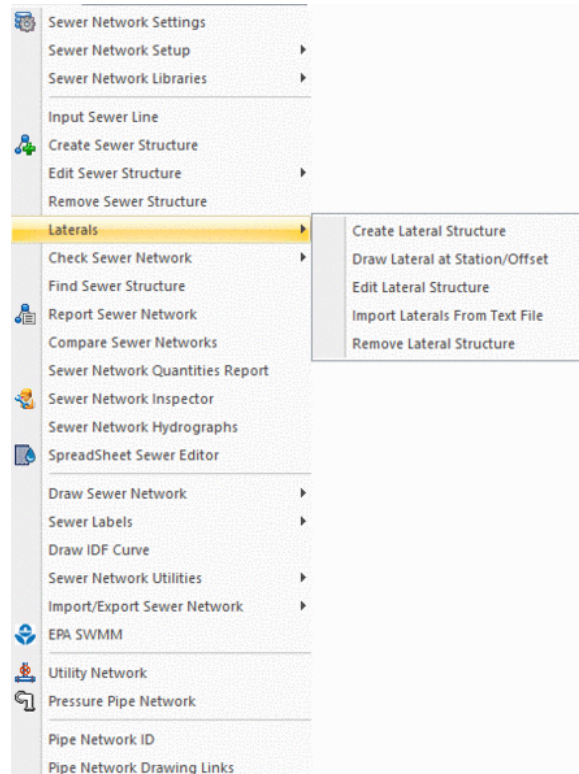 Sewer Network Settings
Sewer Network Setup
Sewer Network Libraries
Input Sewer Line
Create Sewer Structure
Edit Sewer Structure
Remove Sewer Structure
Laterals
Create Lateral Structure
Draw Lateral at Station/Offset
Edit Lateral Structure
Import Laterals From Text File
Remove Lateral Structure
Check Sewer Network
Find Sewer Structure
Report Sewer Network
Compare Sewer Networks
Sewer Network Quantities Report
Sewer Network Inspector
Sewer Network Hydrographs
SpreadSheet Sewer Editor
Draw Sewer Network
Sewer Labels
Draw IDF Curve
Sewer Network Utilities
Import/Export Sewer Network
EPA SWMM
Utility Network
Pressure Pipe Network
Pipe Network ID
Pipe Network Drawing Links